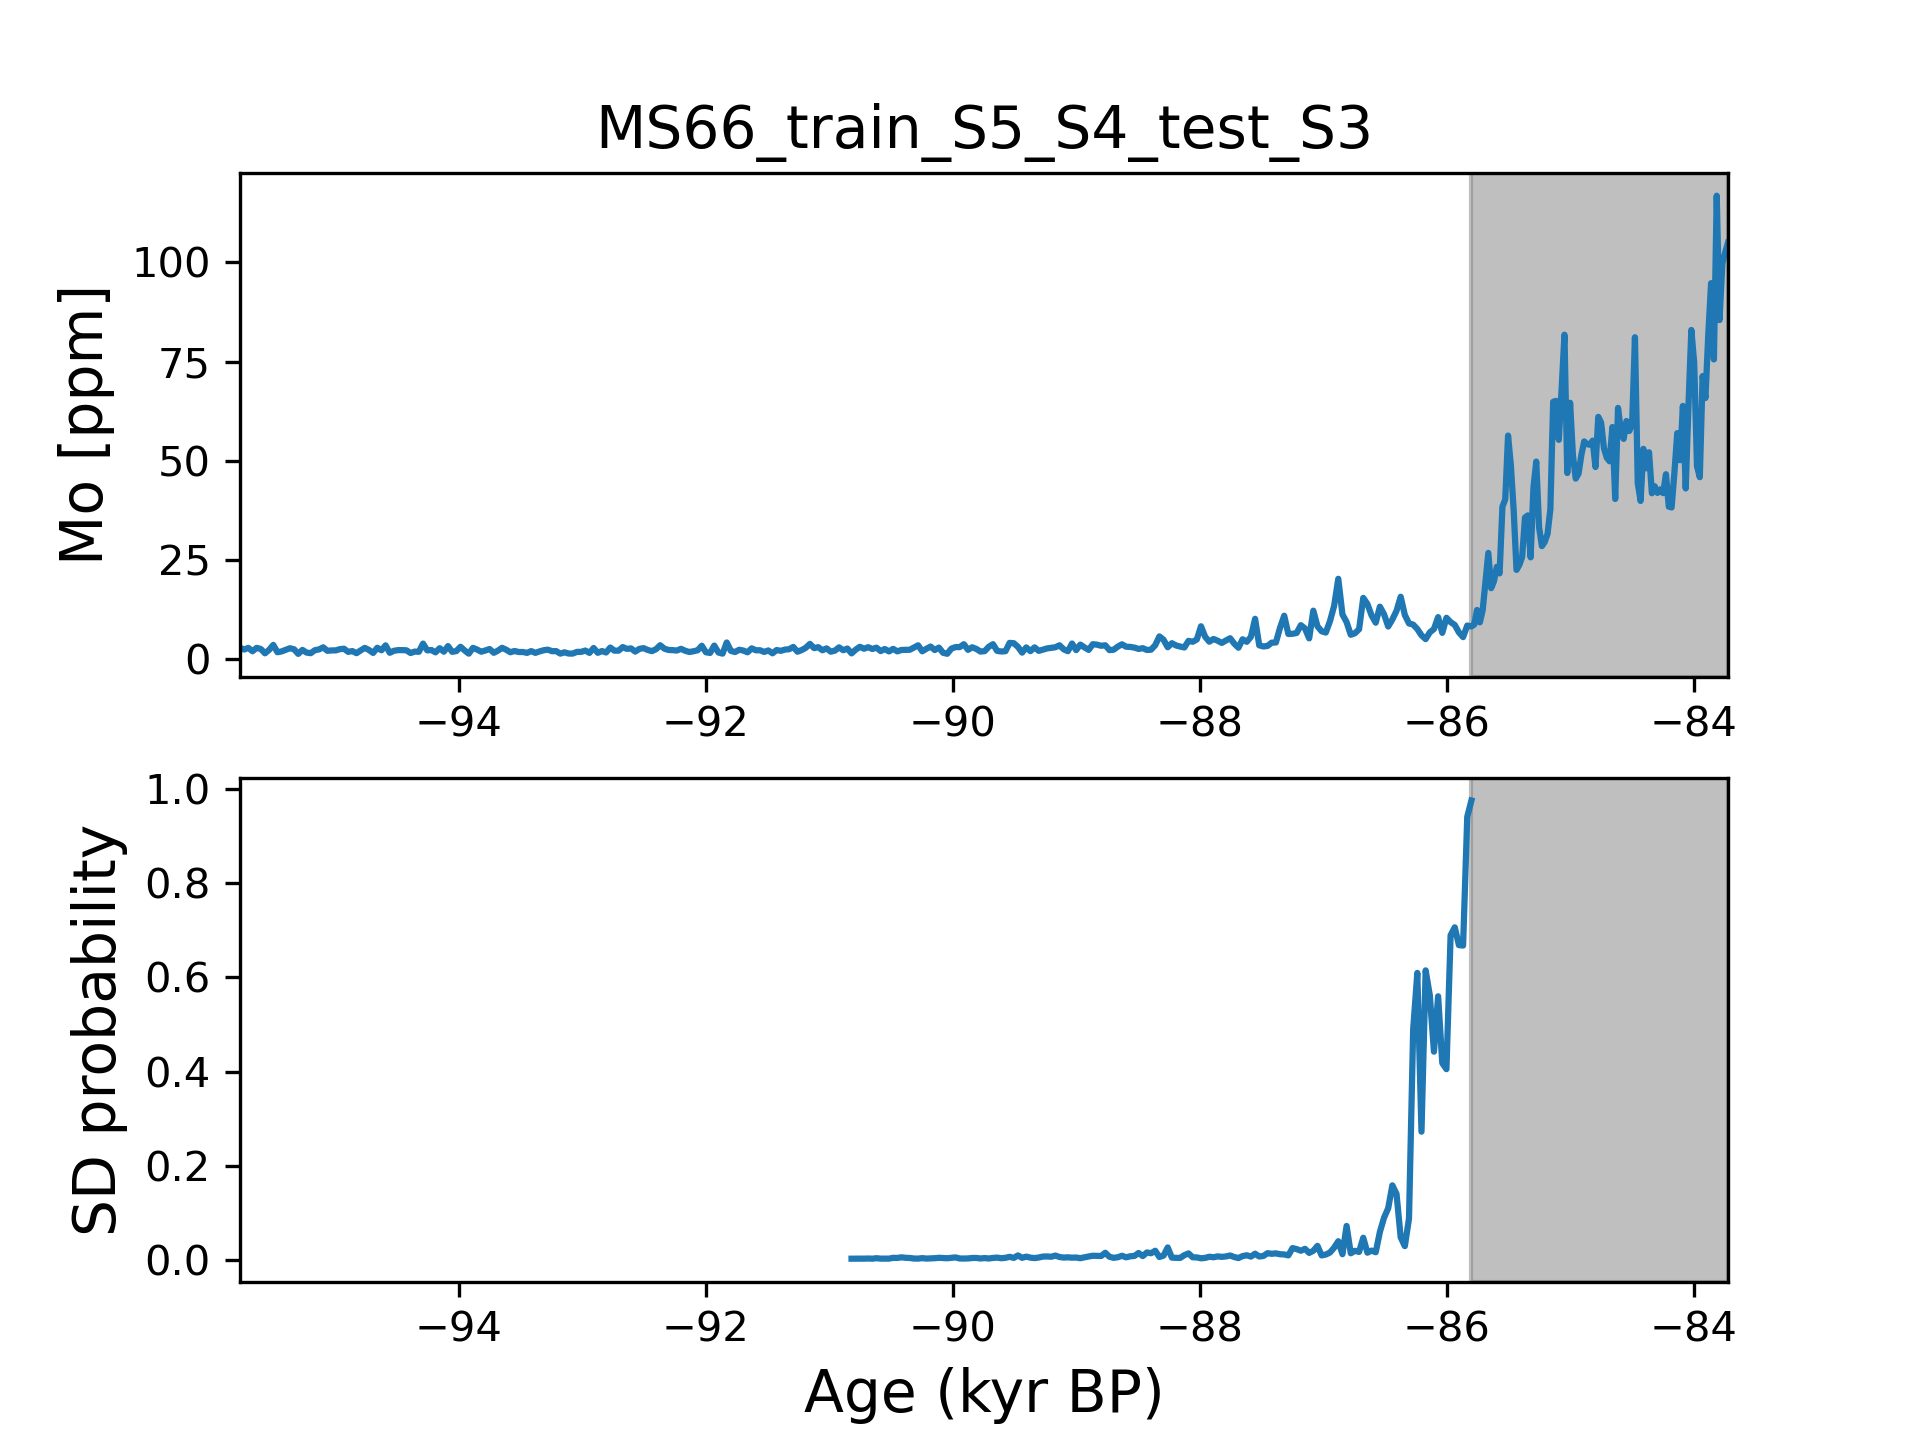 MS66_train_S5_S4_test_S3
Mo [ppm]
100
75
50
25
0
−94 −92 −90 −88 −86 −84
SD probability
1.0
0.8
0.6
0.4
0.2
0.0
−94 −92 −90 −88 −86 −84
Age (kyr BP)